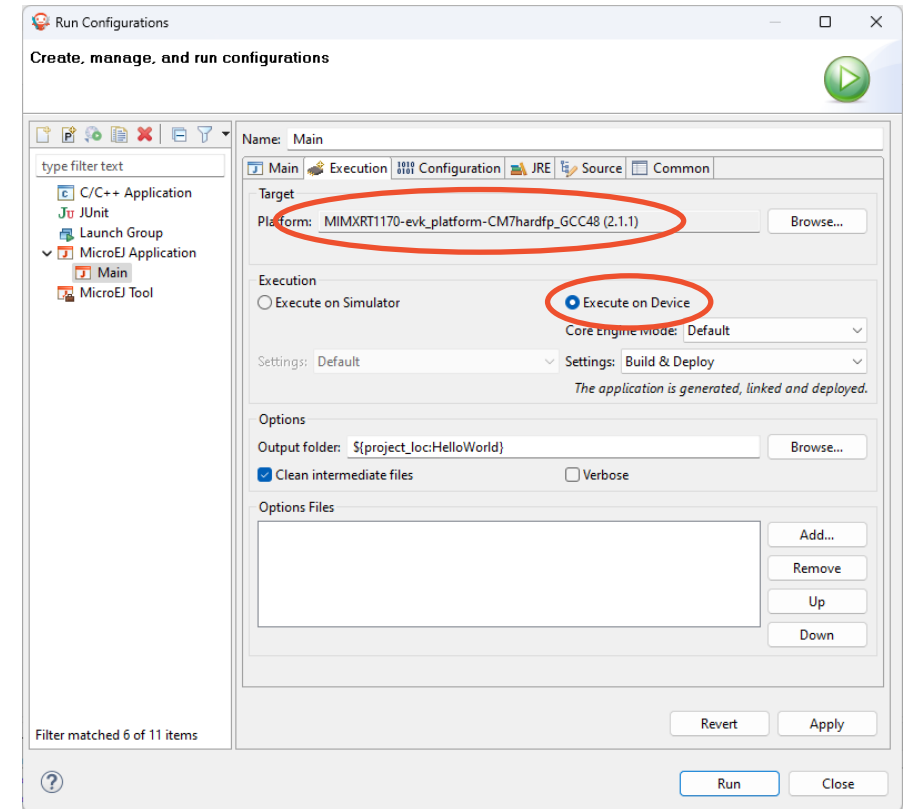 Run Configurations
Create, manage, and run configurations
type filter text
C/C++ Application
Ju JUnit
Launch Group
MicroEJ Application
Main
MicroEJ Tool
Filter matched 6 of 11 items
Name: Main
Main Execution Configuration JRE Source Common
Target
Platform: MIMXRT1170-evk_platform-CM7hardfp_GCC48 (2.1.1) Browse...
Execution
Execute on Simulator Execute on Device
Core Engine Mode: Default
Settings: Default Settings: Build & Deploy
The application is generated, linked and deployed.
Options
Output folder: ${project_loc:HelloWorld} Browse...
Clean intermediate files Verbose
Options Files
Add...
Remove
Up
Down
Revert Apply
? Run Close